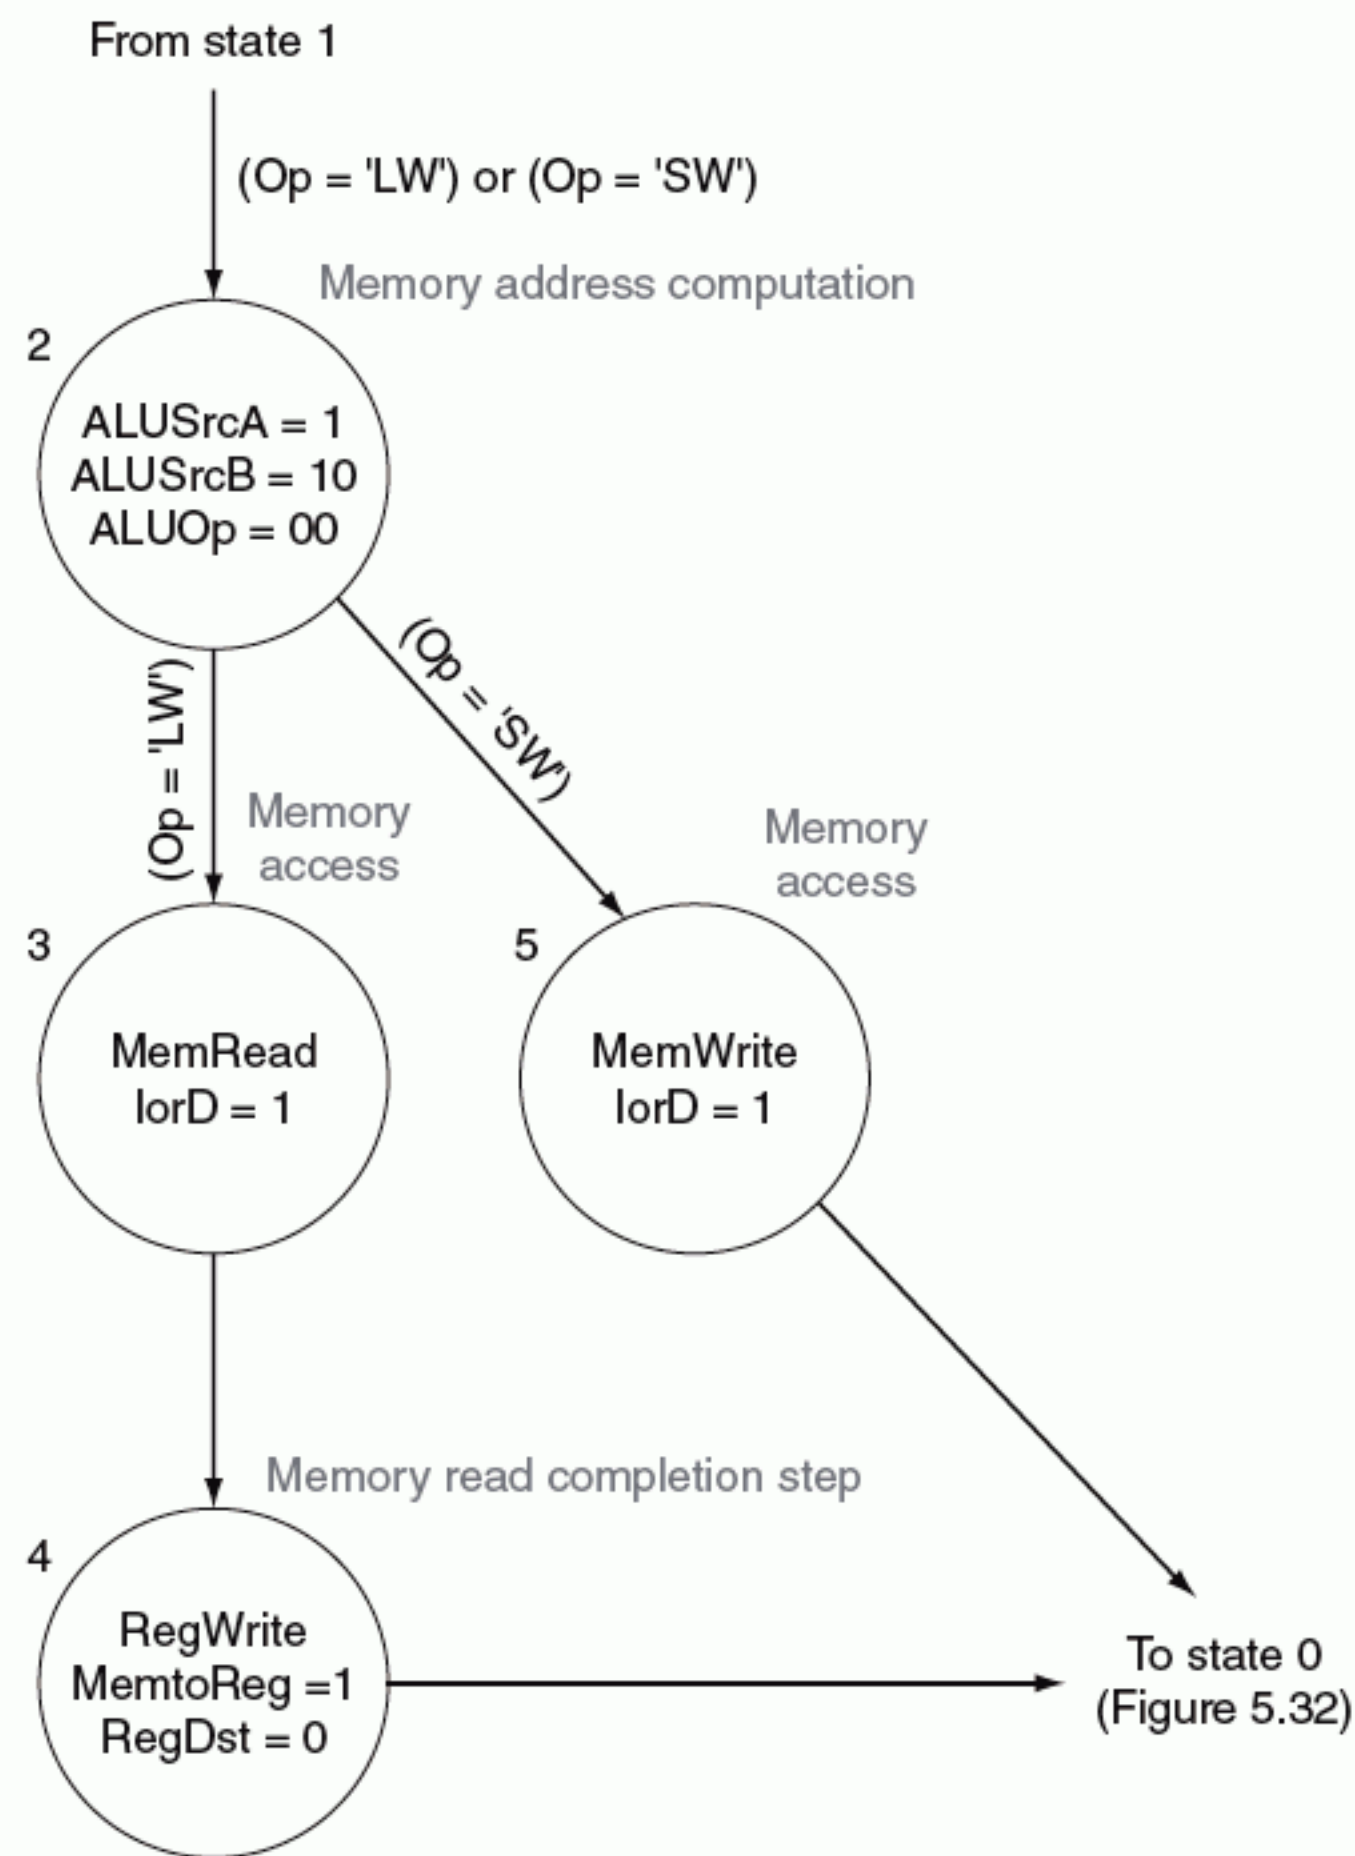 From state 1
(Op = 'LW') or (Op = 'SW')
Memory address computation
2
ALUSrcA = 1
ALUSrcB = 10
ALUOp = 00
(Op = 'LW')
(Op = 'SW')
Memory
access
Memory
access
3
MemRead
IorD = 1
5
MemWrite
IorD = 1
Memory read completion step
4
RegWrite
MemtoReg =1
RegDst = 0
To state 0
(Figure 5.32)